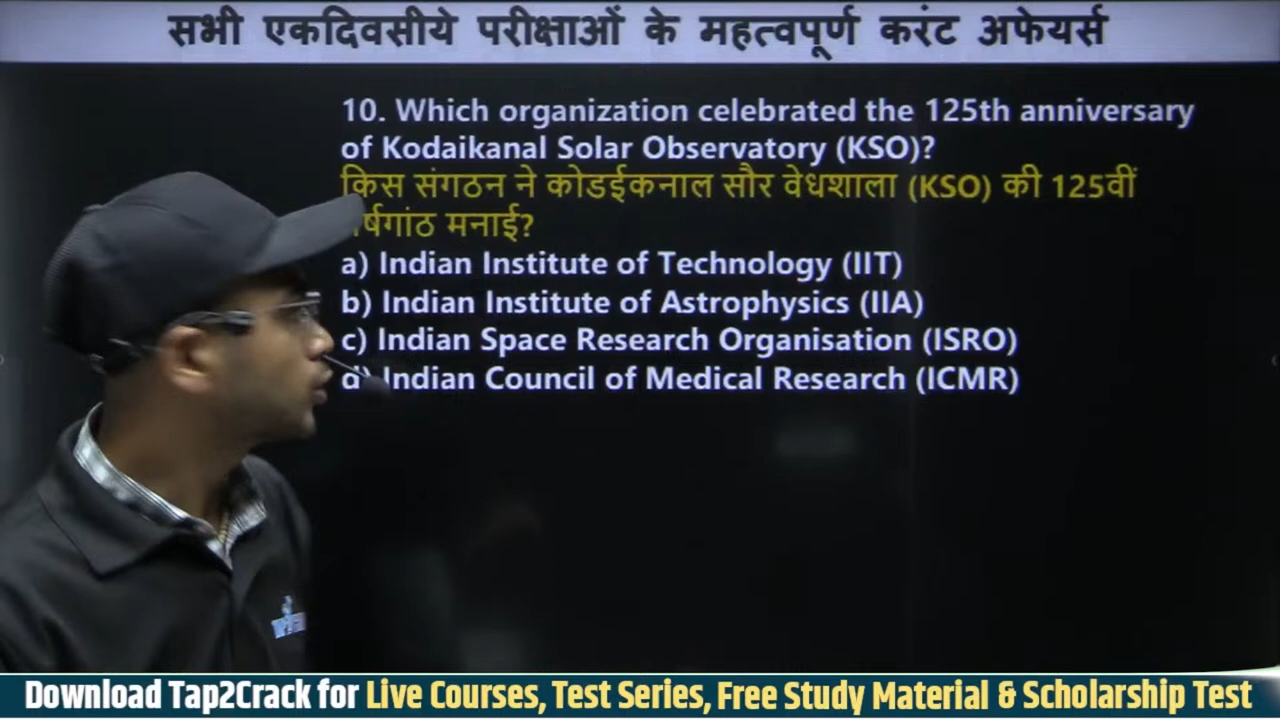 सभी एकदिवसीये परीक्षाओं के महत्वपूर्ण करंट अफेयर्स
10. Which organization celebrated the 125th anniversary
of Kodaikanal Solar Observatory (KSO)?
किस संगठन ने कोडईकनाल सौर वेधशाला (KSO) की 125वीं
मनाई?
a) Indian Institute of Technology (IIT)
b) Indian Institute of Astrophysics (IIA)
c) Indian Space Research Organisation (ISRO)
d) Indian Council of Medical Research (ICMR)
Download Tap2Crack for Live Courses, Test Series, Free Study Material & Scholarship Test